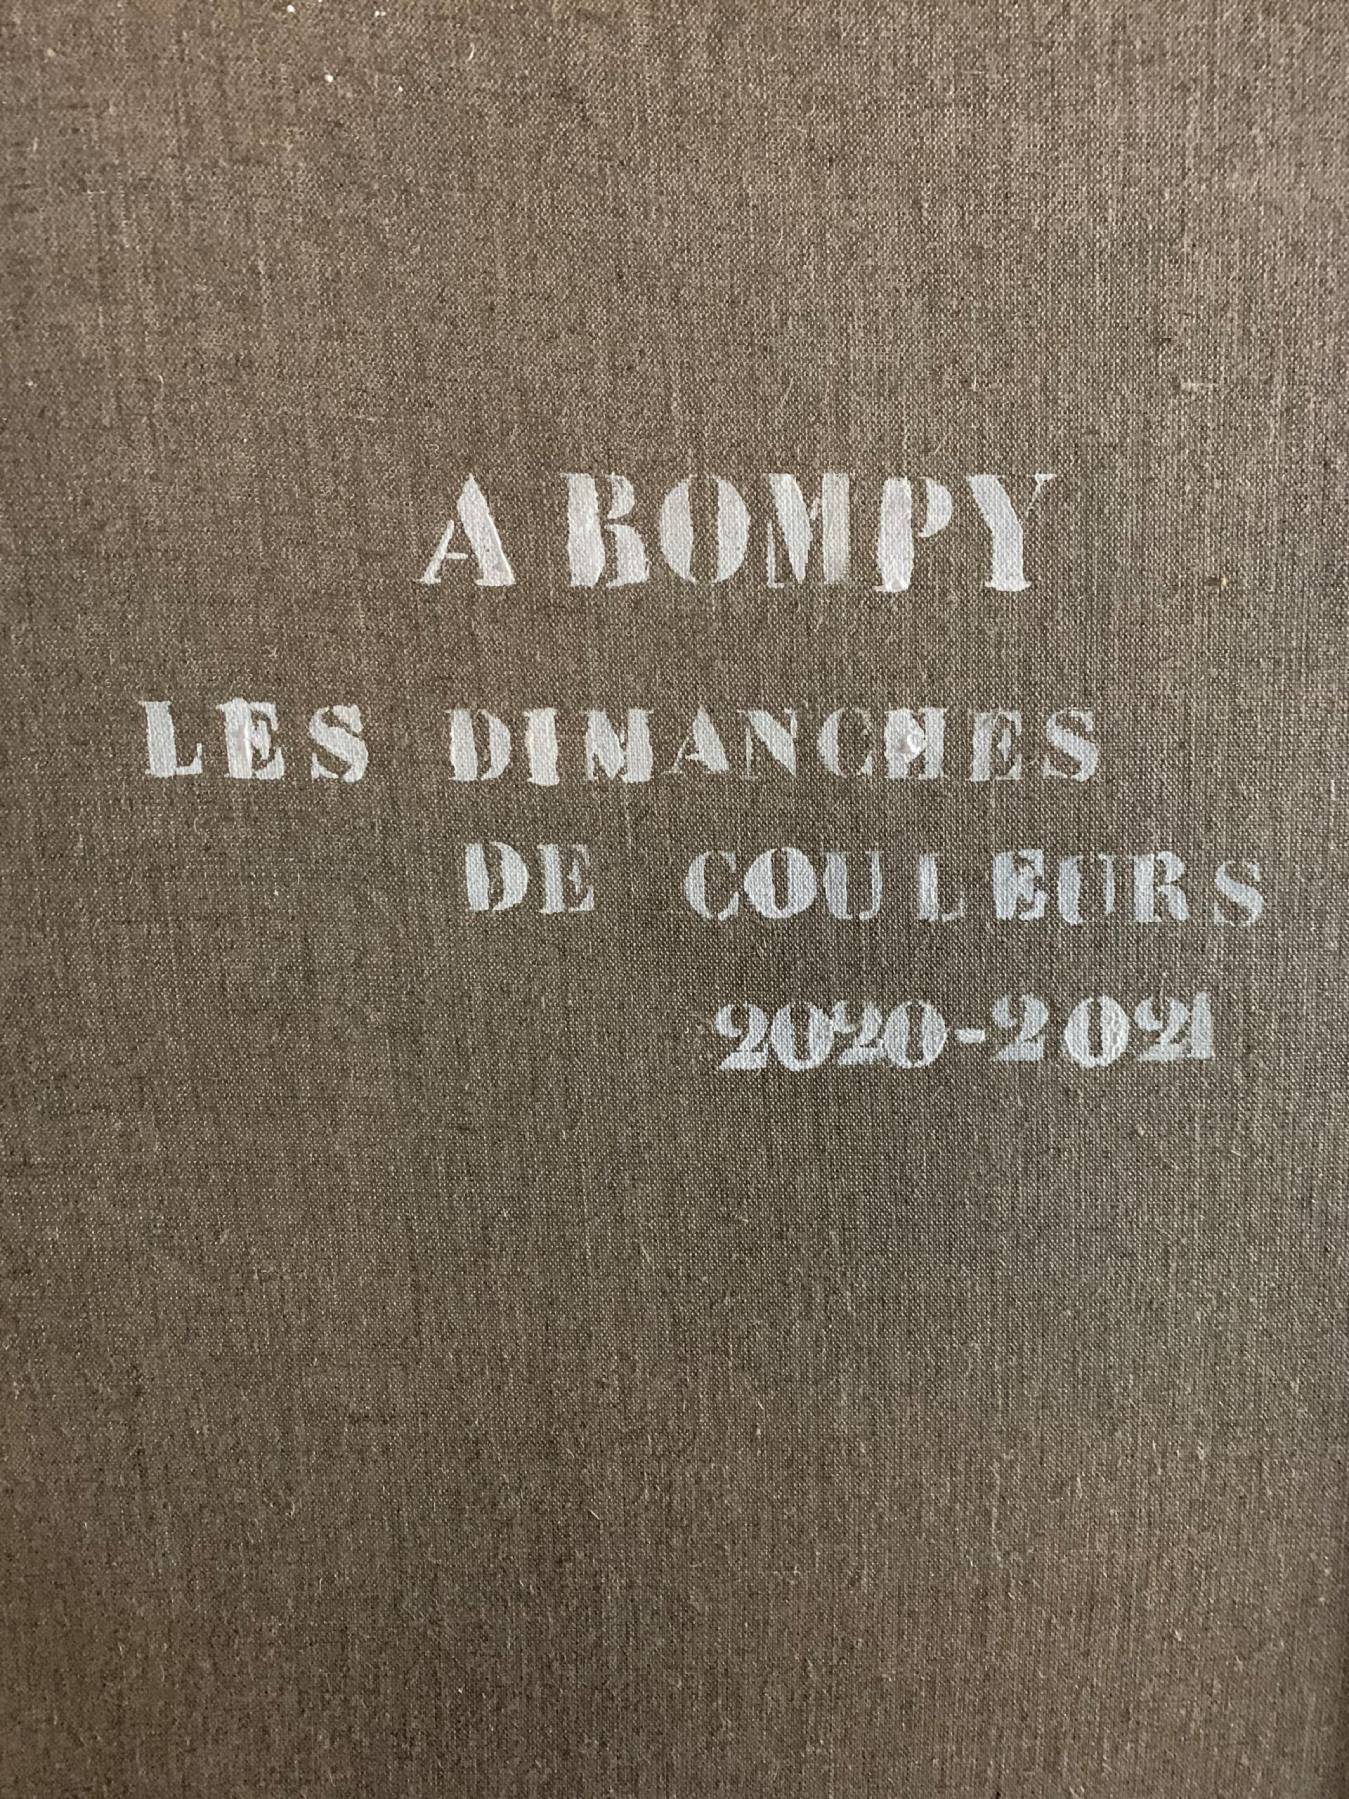 A BOMPY
LES DIMANCHES
DE COULEURS
2020-2021